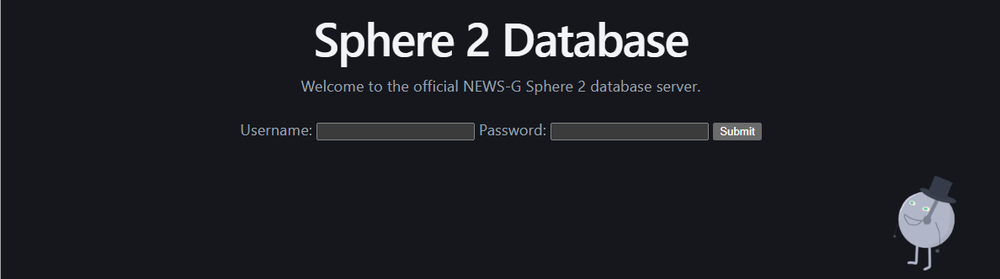 Sphere 2 Database
Welcome to the official NEWS-G Sphere 2 database server.
Username: Password: Submit